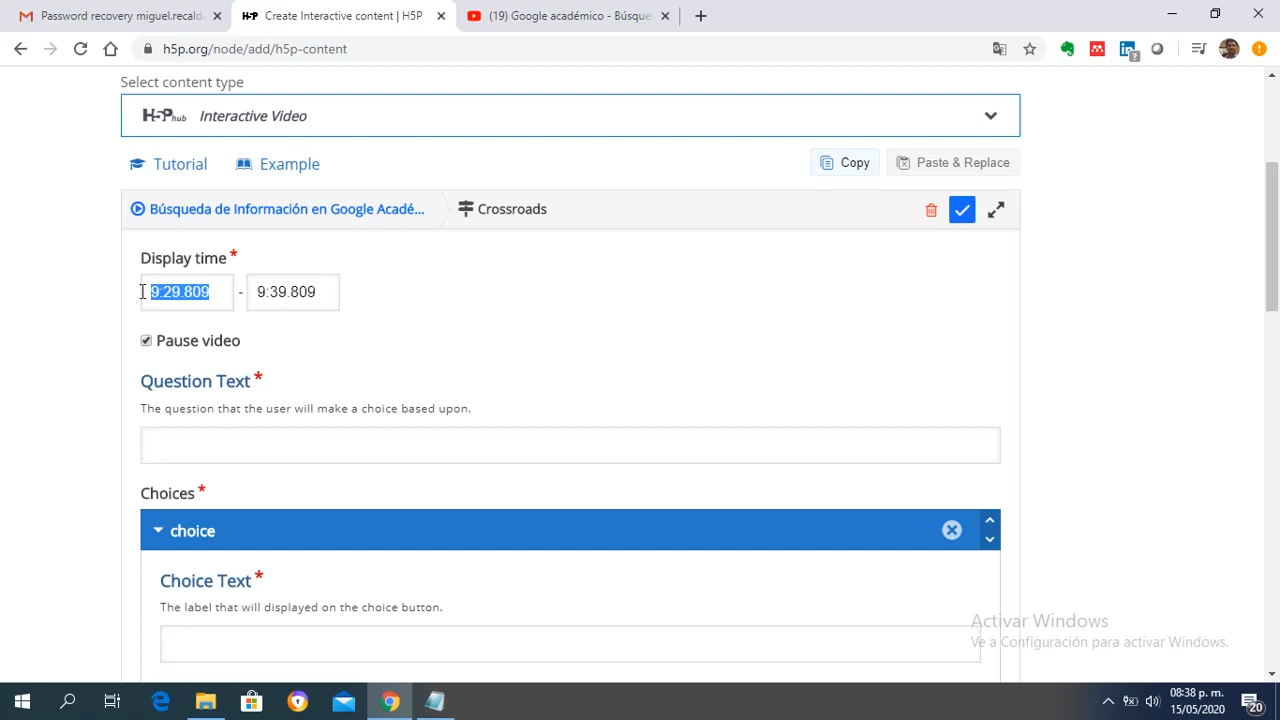 Password recovery miguel.recald
Create Interactive content | H5P
(19) Google académico - Búsque
h5p.org/node/add/h5p-content
Select content type
H5P hub Interactive Video
Tutorial
Example
Copy
Paste & Replace
Búsqueda de Información en Google Acadé...
Crossroads
Display time *
9:29.809 - 9:39.809
Pause video
Question Text *
The question that the user will make a choice based upon.
Choices *
choice
Choice Text *
The label that will displayed on the choice button.
Activar Windows
Ve a Configuración para activar Windows.
08:38 p. m.
15/05/2020
20